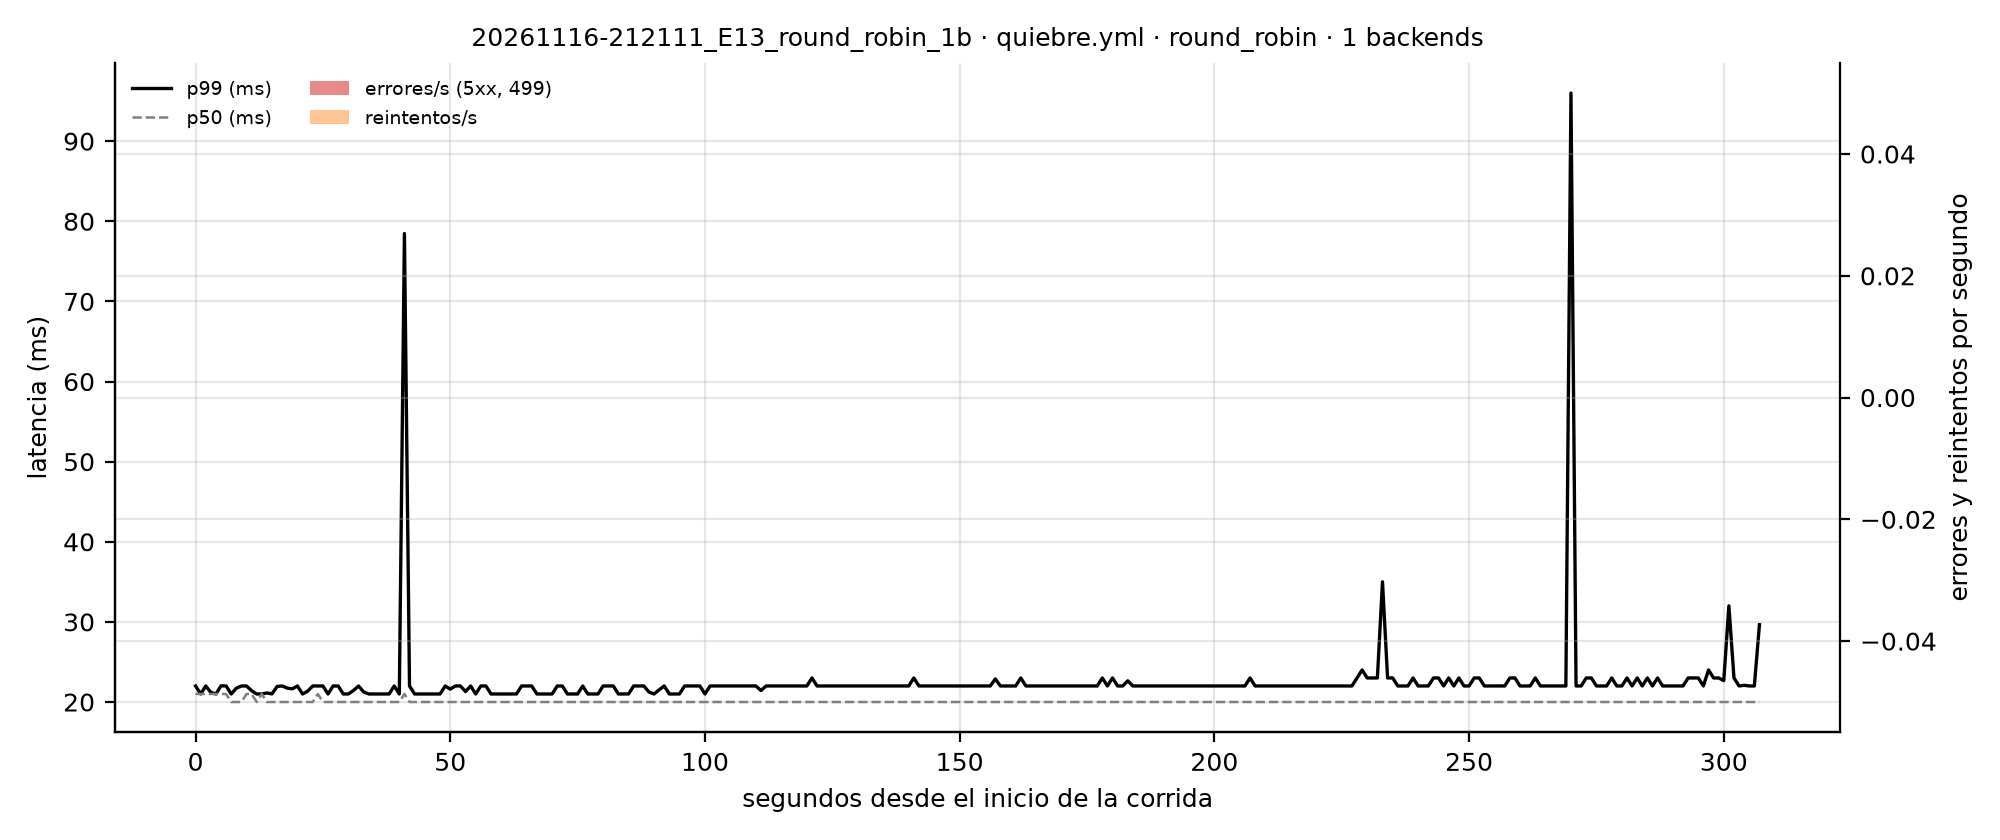 20261116-212111_E13_round_robin_1b · quiebre.yml · round_robin · 1 backends
p99 (ms)
p50 (ms)
errores/s (5xx, 499)
reintentos/s
latencia (ms)
90
80
70
60
50
40
30
20
0.04
0.02
0.00
−0.02
−0.04
errores y reintentos por segundo
0 50 100 150 200 250 300
segundos desde el inicio de la corrida